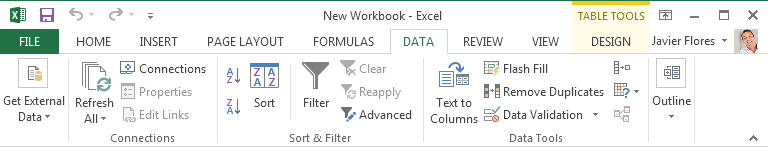 New Workbook - Excel
TABLE TOOLS
FILE HOME INSERT PAGE LAYOUT FORMULAS DATA REVIEW VIEW DESIGN Javier Flores
Get External
Data
Refresh
All
Connections
Properties
Edit Links
Connections
A
Z
Z
A
Z A
A Z
Sort
Filter
Clear
Reapply
Advanced
Sort & Filter
Text to
Columns
Flash Fill
Remove Duplicates
Data Validation
Data Tools
Outline